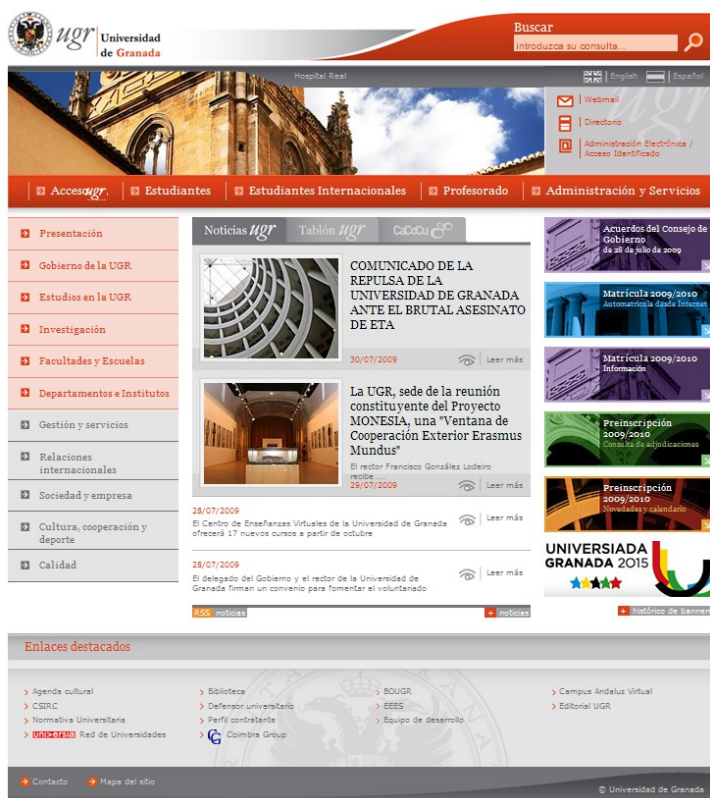 ugr Universidad
de Granada
Buscar
introduzca su consulta...
Hospital Real
English Español
Webmail
Directorio
Administración Electrónica /
Acceso Identificado
Accesougr. Estudiantes Estudiantes Internacionales Profesorado Administración y Servicios
Presentación
Gobierno de la UGR
Estudios en la UGR
Investigación
Facultades y Escuelas
Departamentos e Institutos
Gestión y servicios
Relaciones
internacionales
Sociedad y empresa
Cultura, cooperación y
deporte
Calidad
Noticias ugr Tablón ugr CaCoCu
COMUNICADO DE LA
REPULSA DE LA
UNIVERSIDAD DE GRANADA
ANTE EL BRUTAL ASESINATO
DE ETA
30/07/2009 Leer más
La UGR, sede de la reunión
constituyente del Proyecto
MONESIA, una "Ventana de
Cooperación Exterior Erasmus
Mundus"
El rector Francisco González Lodeiro
recibe ...
29/07/2009 Leer más
28/07/2009
El Centro de Enseñanzas Virtuales de la Universidad de Granada
ofrecerá 17 nuevos cursos a partir de octubre
Leer más
28/07/2009
El delegado del Gobierno y el rector de la Universidad de
Granada firman un convenio para fomentar el voluntariado
Leer más
RSS noticias + noticias
Acuerdos del Consejo de
Gobierno
de 28 de julio de 2009
Matrícula 2009/2010
Automatrícula desde Internet
Matrícula 2009/2010
Información
Preinscripción
2009/2010
Consulta de adjudicaciones
Preinscripción
2009/2010
Novedades y calendario
UNIVERSIADA
GRANADA 2015
+ histórico de banners
Enlaces destacados
Agenda cultural
CSIRC
Normativa Universitaria
universia Red de Universidades
Biblioteca
Defensor universitario
Perfil contratante
Coimbra Group
BOUGR
EEES
Equipo de desarrollo
Campus Andaluz Virtual
Editorial UGR
Contacto Mapa del sitio
© Universidad de Granada